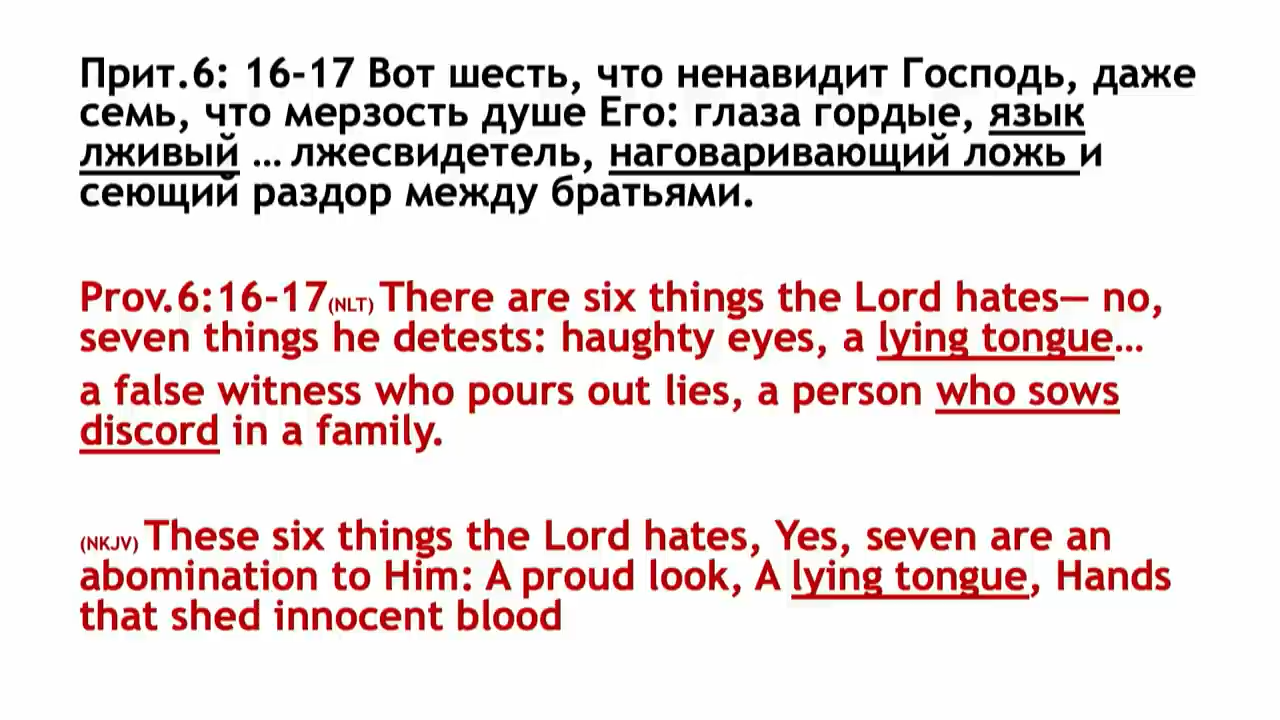 Прит.6: 16-17 Вот шесть, что ненавидит Господь, даже
семь, что мерзость душе Его: глаза гордые, язык
лживый … лжесвидетель, наговаривающий ложь и
сеющий раздор между братьями.
Prov.6:16-17(NLT) There are six things the Lord hates— no,
seven things he detests: haughty eyes, a lying tongue…
a false witness who pours out lies, a person who sows
discord in a family.
(NKJV) These six things the Lord hates, Yes, seven are an
abomination to Him: A proud look, A lying tongue, Hands
that shed innocent blood